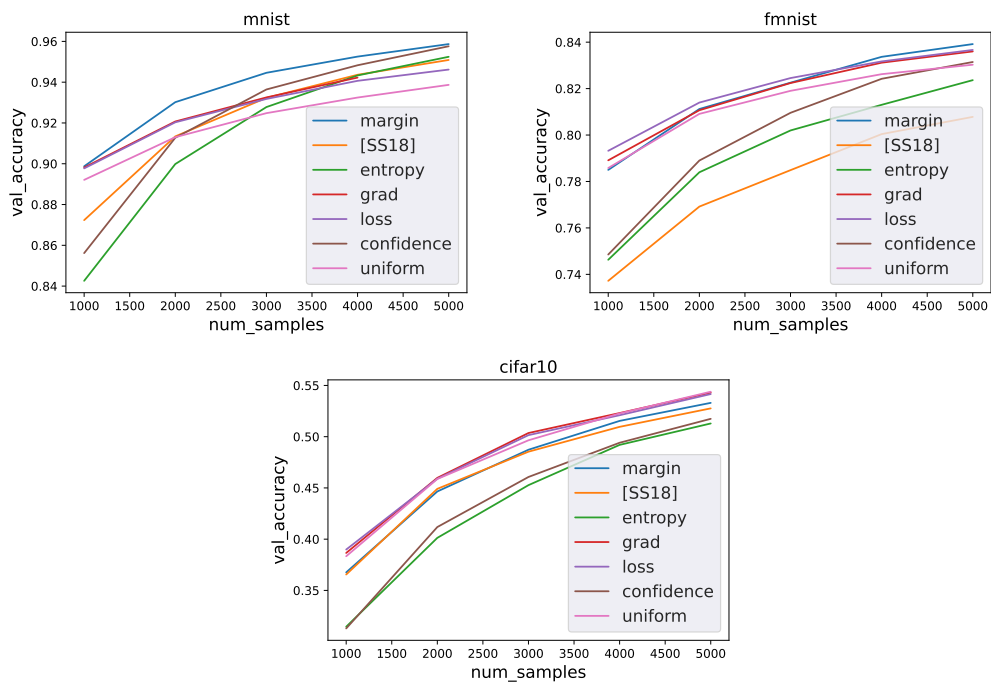 mnist
val_accuracy
0.96
0.94
0.92
0.90
0.88
0.86
0.84
margin
[SS18]
entropy
grad
loss
confidence
uniform
1000 1500 2000 2500 3000 3500 4000 4500 5000
num_samples
fmnist
val_accuracy
0.84
0.82
0.80
0.78
0.76
0.74
margin
[SS18]
entropy
grad
loss
confidence
uniform
1000 1500 2000 2500 3000 3500 4000 4500 5000
num_samples
cifar10
val_accuracy
0.55
0.50
0.45
0.40
0.35
margin
[SS18]
entropy
grad
loss
confidence
uniform
1000 1500 2000 2500 3000 3500 4000 4500 5000
num_samples